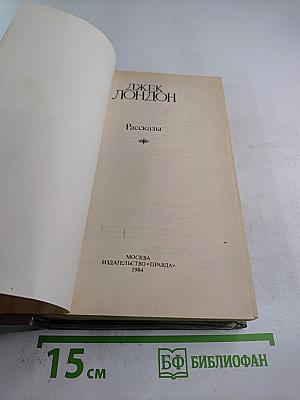 ДЖЕК
ЛОНДОН
Рассказы
МОСКВА
ИЗДАТЕЛЬСТВО «ПРАВДА»
1984
15 см
БФ БИБЛИОФАН